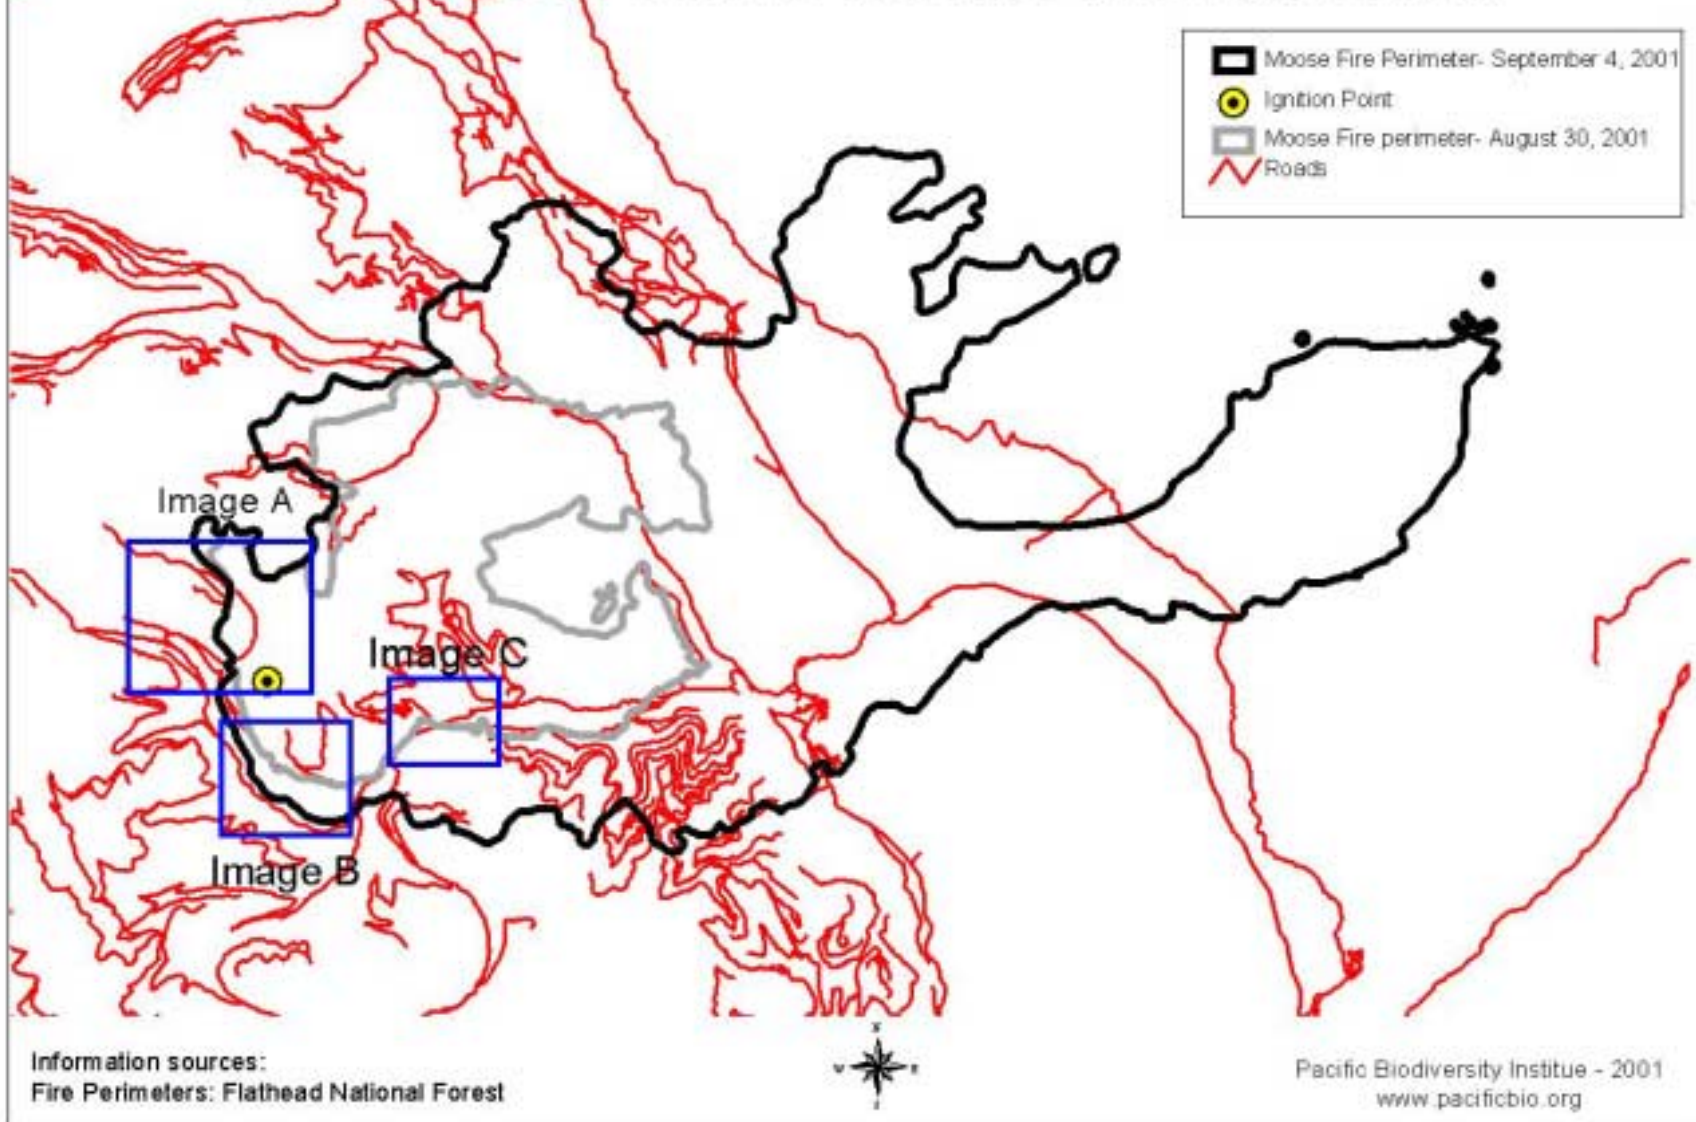 Moose Fire Perimeter- September 4, 2001
Ignition Point
Moose Fire perimeter- August 30, 2001
Roads
Image A
Image C
Image B
Information sources:
Fire Perimeters: Flathead National Forest
Pacific Biodiversity Institue - 2001
www.pacificbio.org